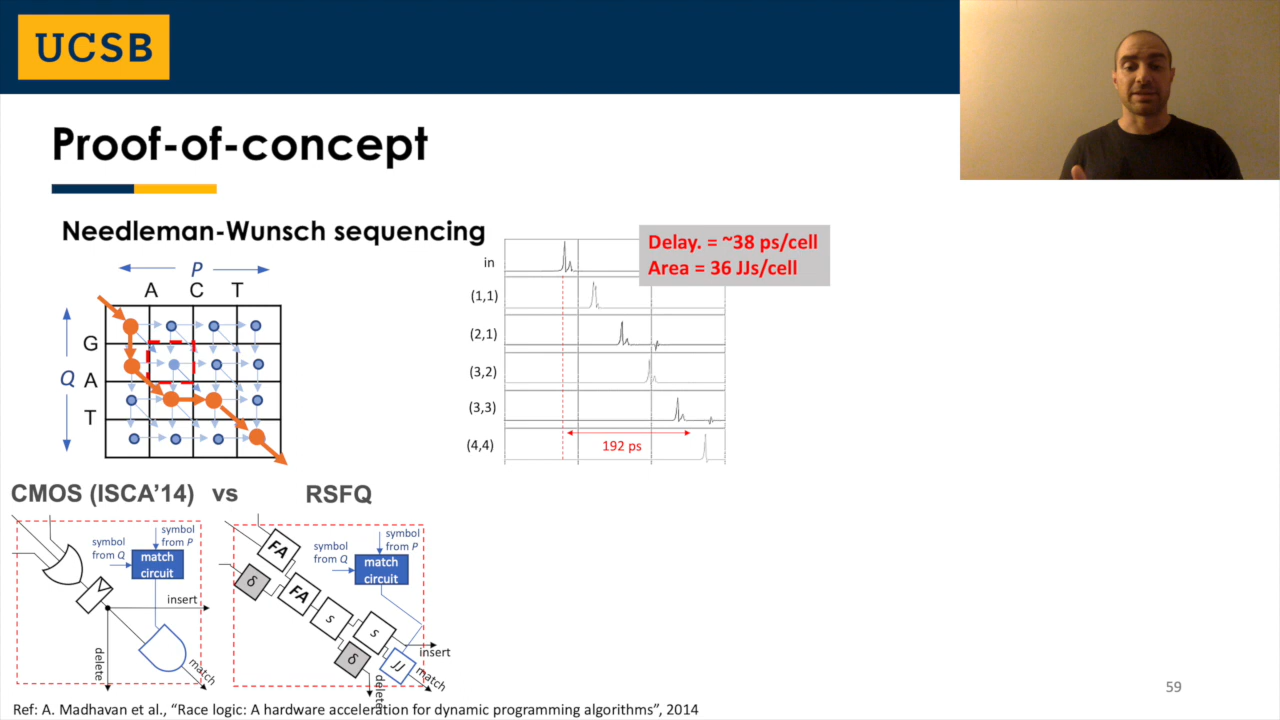 UCSB
Proof-of-concept
Needleman-Wunsch sequencing
P
A C T
Q
G
A
T
Delay. = ~38 ps/cell
Area = 36 JJs/cell
in
(1,1)
(2,1)
(3,2)
(3,3)
(4,4)
192 ps
CMOS (ISCA'14) vs RSFQ
symbol
from Q
symbol
from P
match
circuit
insert
delete
match
FA
δ
FA
s
s
δ
JJ
symbol
from Q
symbol
from P
match
circuit
insert
match
delete
59
Ref: A. Madhavan et al., “Race logic: A hardware acceleration for dynamic programming algorithms”, 2014